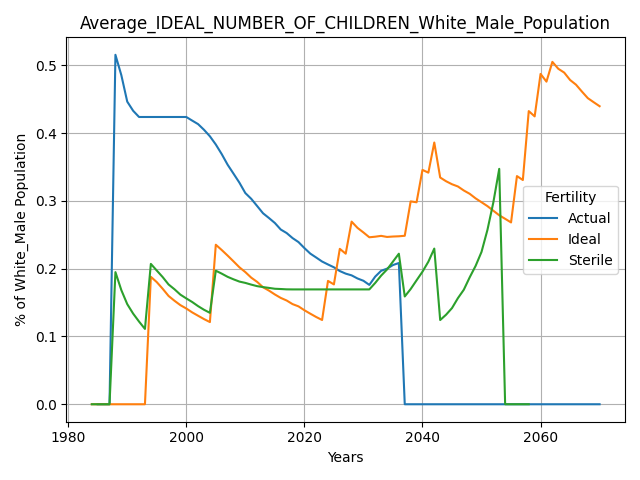 Average_IDEAL_NUMBER_OF_CHILDREN_White_Male_Population
% of White_Male Population
0.5
0.4
0.3
0.2
0.1
0.0
Fertility
Actual
Ideal
Sterile
1980 2000 2020 2040 2060
Years